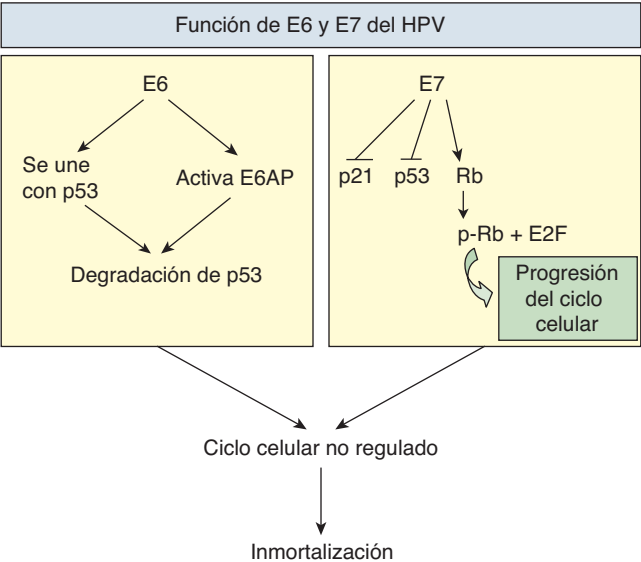 Función de E6 y E7 del HPV
E6
Se une
con p53
Activa E6AP
Degradación de p53
E7
p21
p53
Rb
p-Rb + E2F
Progresión
del ciclo
celular
Ciclo celular no regulado
Inmortalización